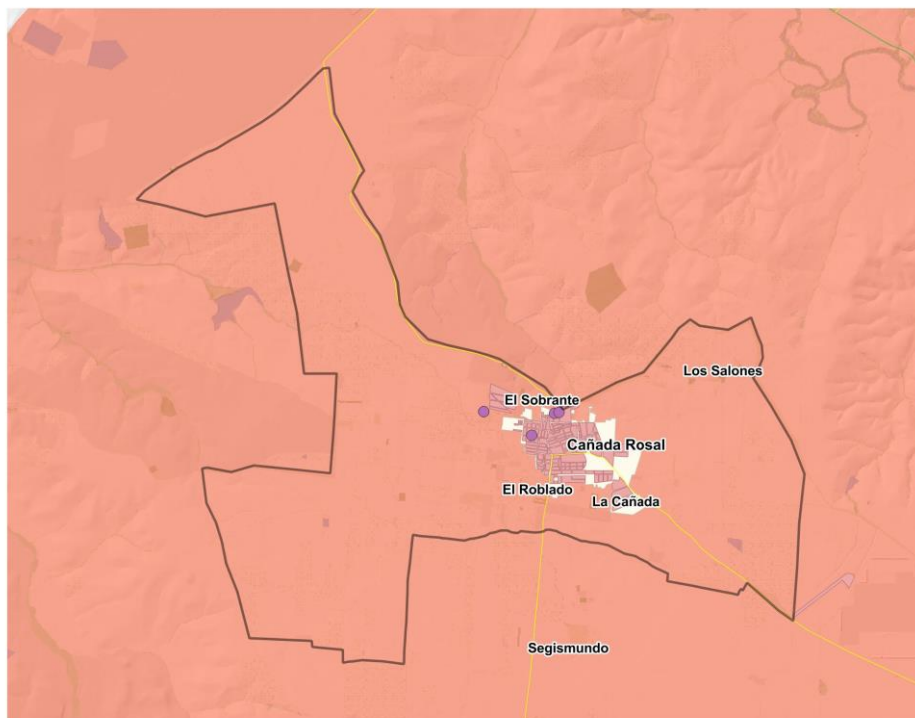 Los Salones
El Sobrante
Cañada Rosal
El Roblado
La Cañada
Segismundo